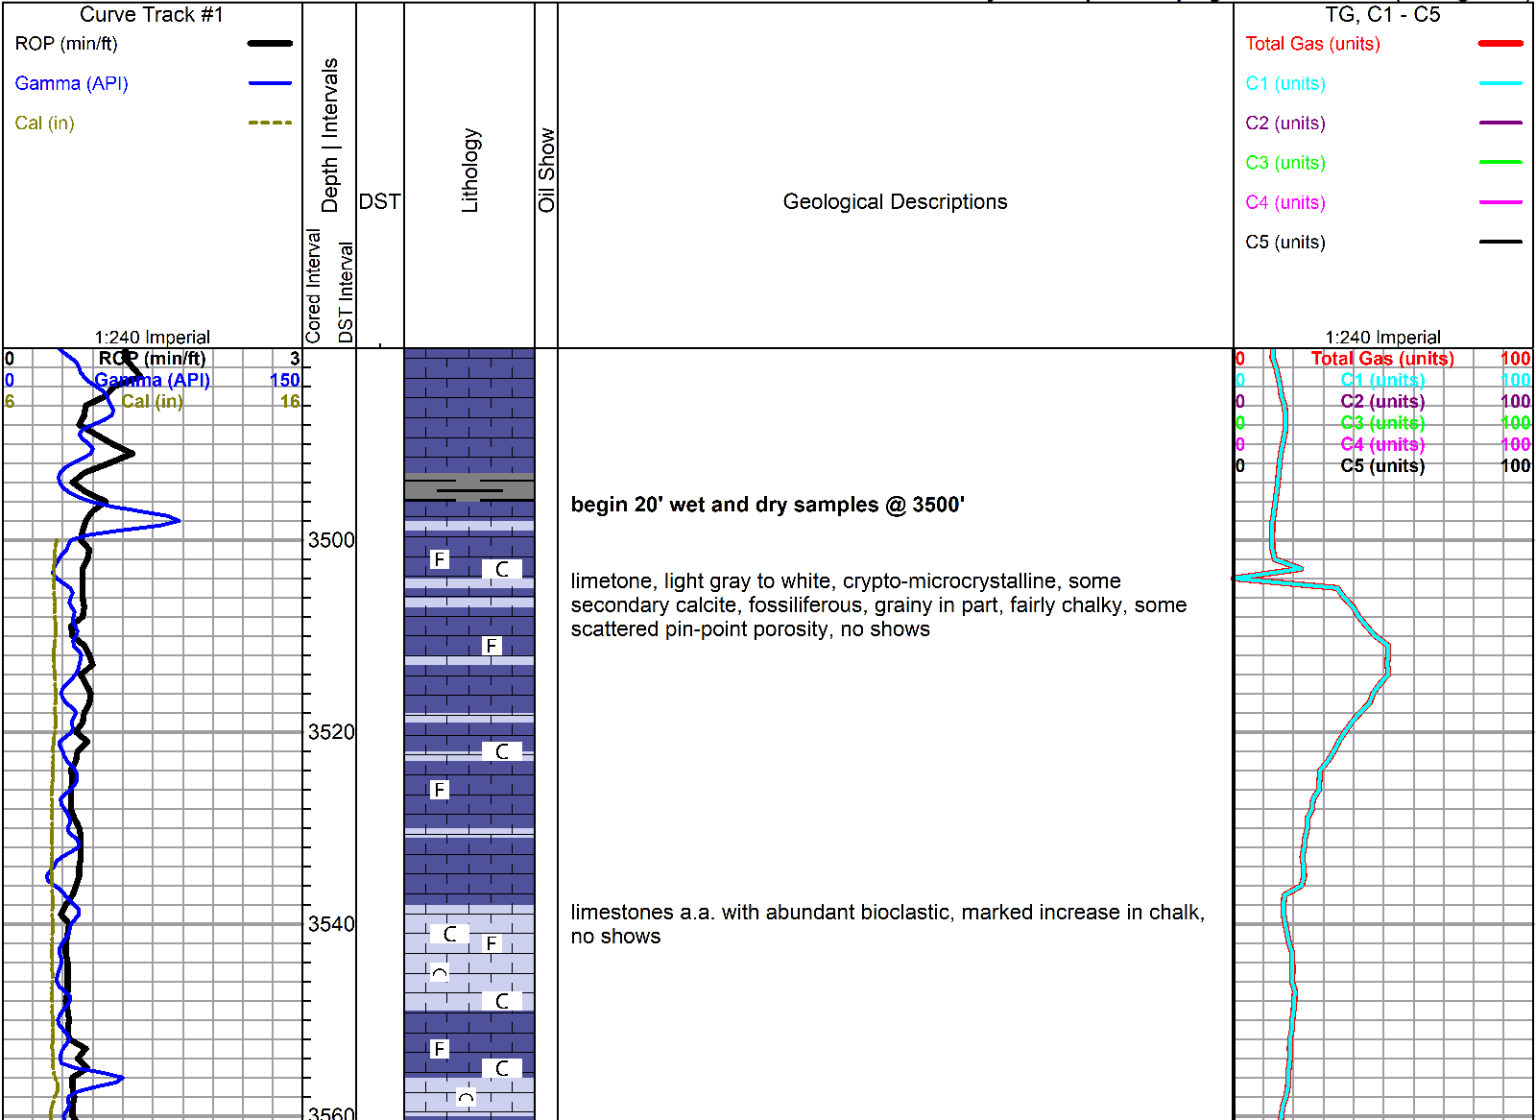 Curve Track #1
ROP (min/ft)
Gamma (API)
Cal (in)
1:240 Imperial
Cored Interval
Depth | Intervals
DST Interval
DST
Lithology
Oil Show
Geological Descriptions
TG, C1 - C5
Total Gas (units)
C1 (units)
C2 (units)
C3 (units)
C4 (units)
C5 (units)
1:240 Imperial
0 ROP (min/ft) 3
0 Gamma (API) 150
6 Cal (in) 16
0 Total Gas (units) 100
0 C1 (units) 100
0 C2 (units) 100
0 C3 (units) 100
0 C4 (units) 100
0 C5 (units) 100
begin 20' wet and dry samples @ 3500'
3500
F
C
limetone, light gray to white, crypto-microcrystalline, some
secondary calcite, fossiliferous, grainy in part, fairly chalky, some
scattered pin-point porosity, no shows
F
3520
C
F
limestones a.a. with abundant bioclastic, marked increase in chalk,
no shows
3540
C
F
C
F
C
3560